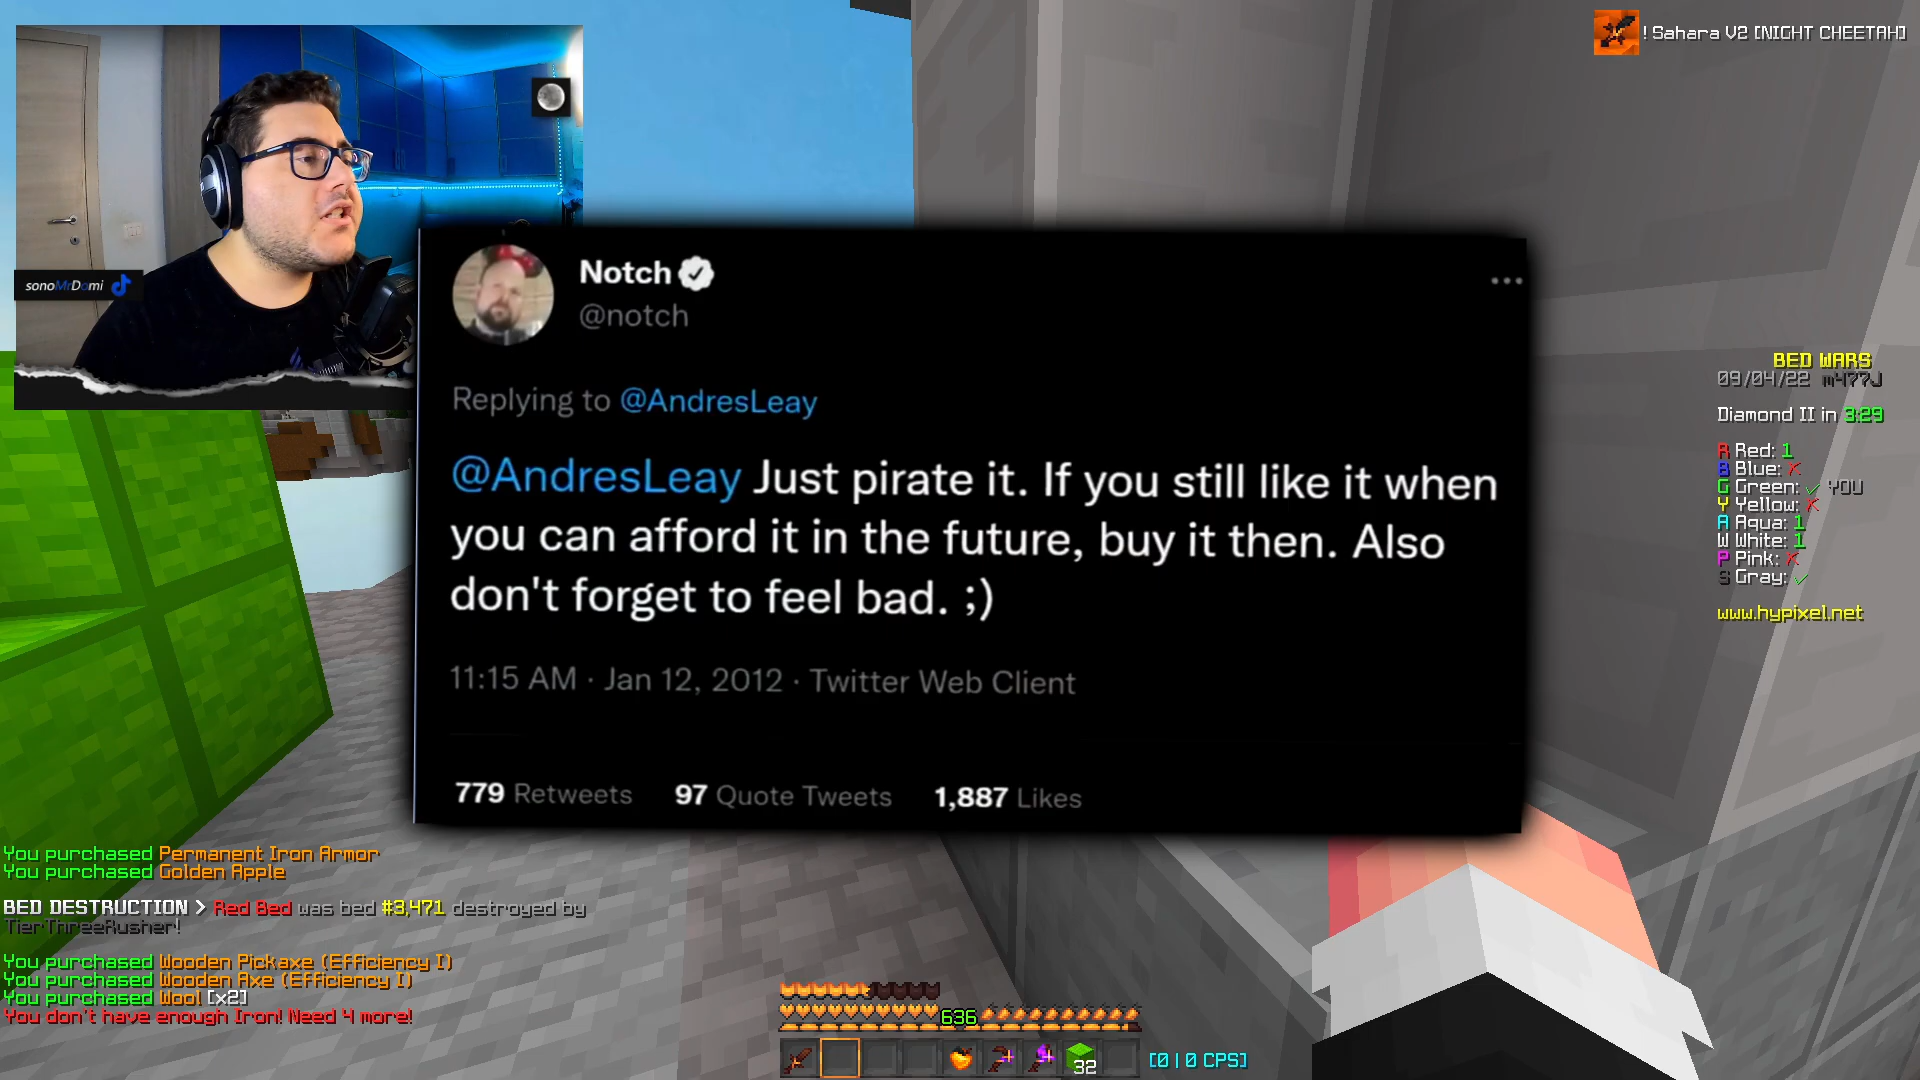 ! Sahara V2 [NIGHT CHEETAH]
sonoMrDomi
Notch
@notch
Replying to @AndresLeay
@AndresLeay Just pirate it. If you still like it when
you can afford it in the future, buy it then. Also
don't forget to feel bad. ;)
11:15 AM · Jan 12, 2012 · Twitter Web Client
779 Retweets 97 Quote Tweets 1,887 Likes
BED WARS
09/04/22 m477J
Diamond II in 3:29
R Red: 1
B Blue: ✗
G Green: ✓ YOU
Y Yellow: ✗
A Aqua: 1
W White: 1
P Pink: ✗
S Gray: ✓
www.hypixel.net
You purchased Permanent Iron Armor
You purchased Golden Apple
BED DESTRUCTION > Red Bed was bed #3,471 destroyed by
TierThreeRusher!
You purchased Wooden Pickaxe (Efficiency I)
You purchased Wooden Axe (Efficiency I)
You purchased Wool [x2]
You don't have enough Iron! Need 4 more!
636
32
[0 | 0 CPS]